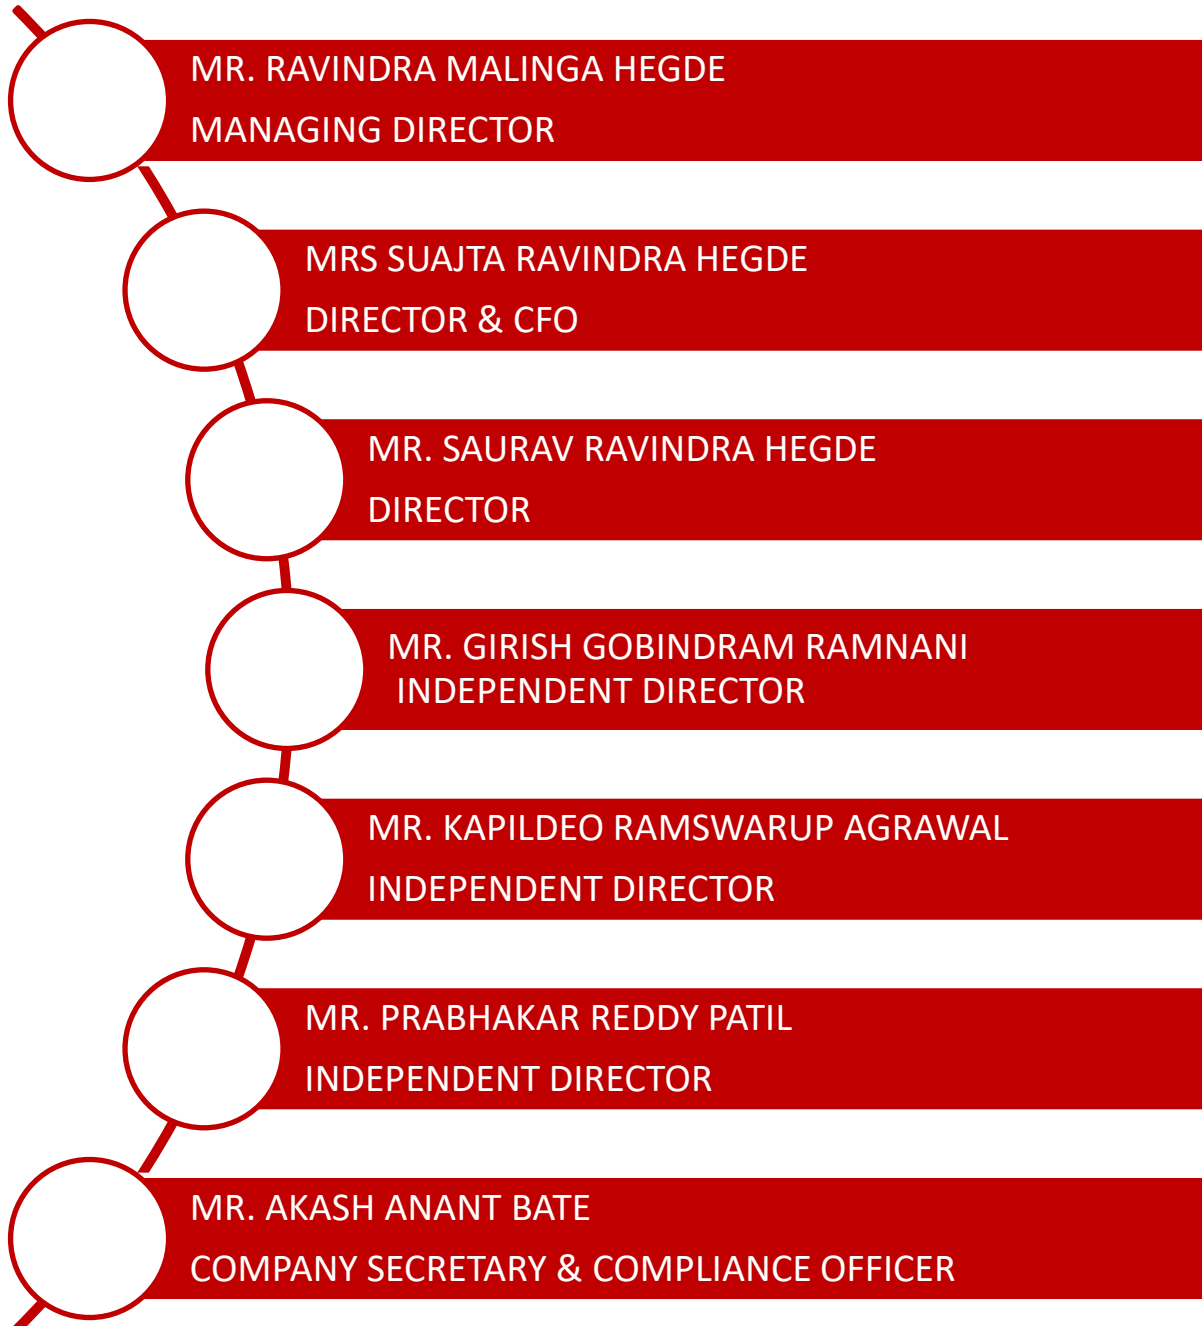 MR. RAVINDRA MALINGA HEGDE
MANAGING DIRECTOR
MRS SUAJTA RAVINDRA HEGDE
DIRECTOR & CFO
MR. SAURAV RAVINDRA HEGDE
DIRECTOR
MR. GIRISH GOBINDRAM RAMNANI
INDEPENDENT DIRECTOR
MR. KAPILDEO RAMSWARUP AGRAWAL
INDEPENDENT DIRECTOR
MR. PRABHAKAR REDDY PATIL
INDEPENDENT DIRECTOR
MR. AKASH ANANT BATE
COMPANY SECRETARY & COMPLIANCE OFFICER